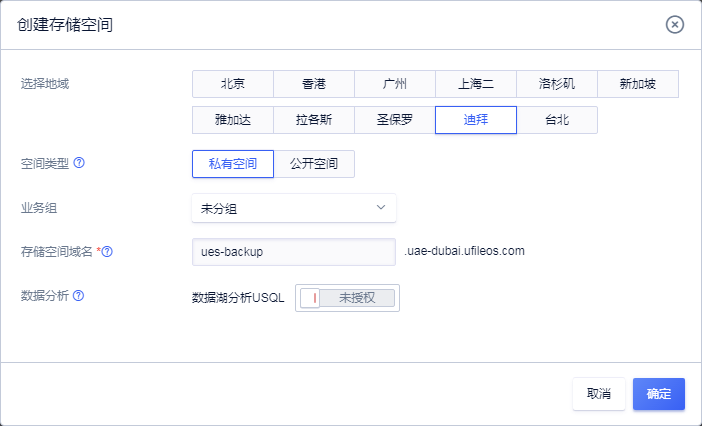 创建存储空间
选择地域 北京 香港 广州 上海二 洛杉矶 新加坡
雅加达 拉各斯 圣保罗 迪拜 台北
空间类型 私有空间 公开空间
业务组 未分组
存储空间域名 * ues-backup .uae-dubai.ufileos.com
数据分析 数据湖分析USQL 未授权
取消 确定